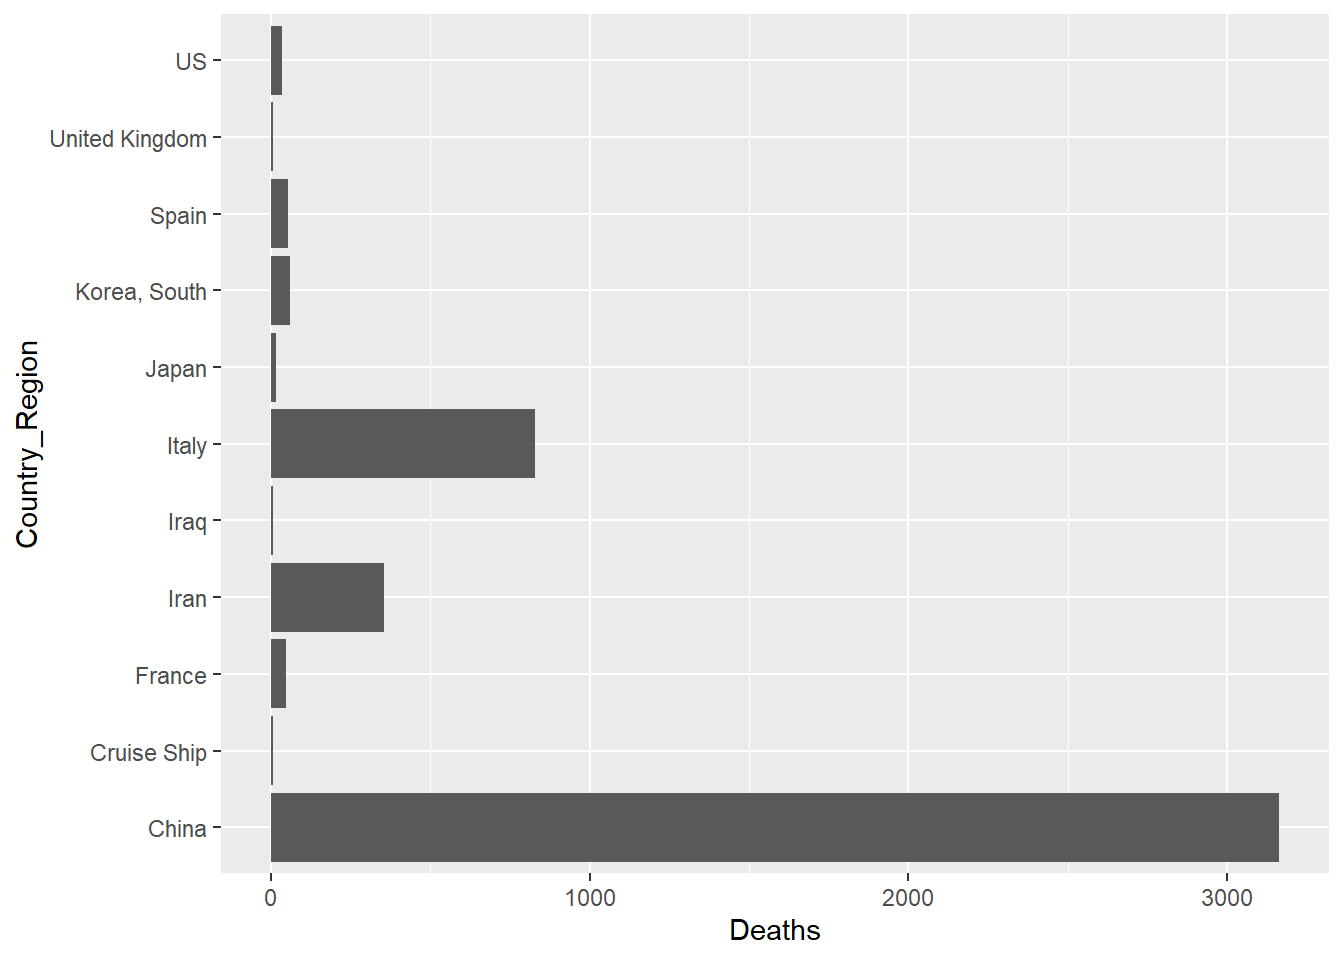 US
United Kingdom
Spain
Korea, South
Japan
Italy
Iraq
Iran
France
Cruise Ship
China
Country_Region
0 1000 2000 3000
Deaths